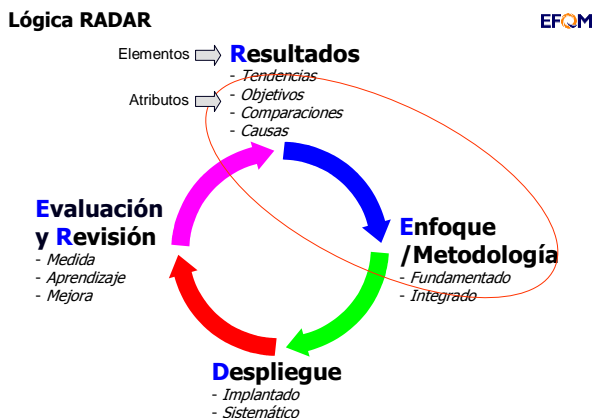 Lógica RADAR
EFQM
Elementos
Resultados
- Tendencias
Atributos
- Objetivos
- Comparaciones
- Causas
Evaluación
y Revisión
- Medida
- Aprendizaje
- Mejora
Enfoque
/Metodología
- Fundamentado
- Integrado
Despliegue
- Implantado
- Sistemático